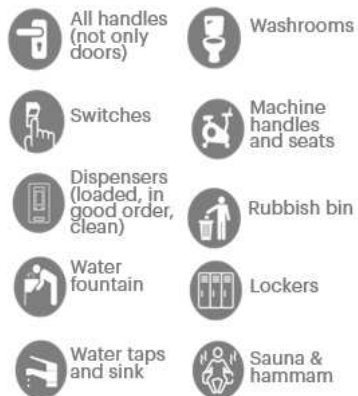 All handles
(not only
doors)
Washrooms
Switches
Machine
handles
and seats
Dispensers
(loaded, in
good order,
clean)
Rubbish bin
Water
fountain
Lockers
Water taps
and sink
Sauna &
hammam